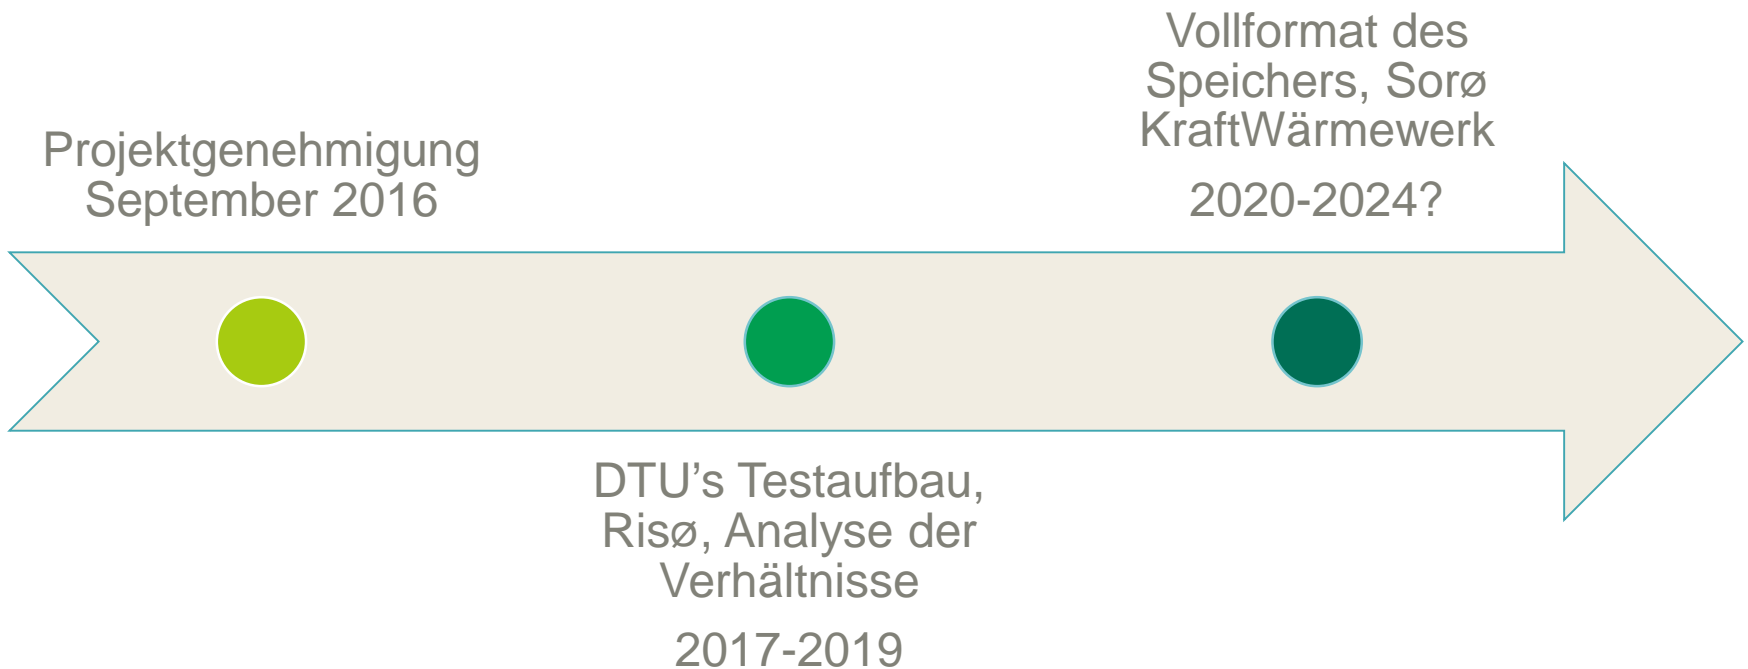 Projektgenehmigung
September 2016
DTU’s Testaufbau,
Risø, Analyse der
Verhältnisse
2017-2019
Vollformat des
Speichers, Sorø
KraftWärmewerk
2020-2024?